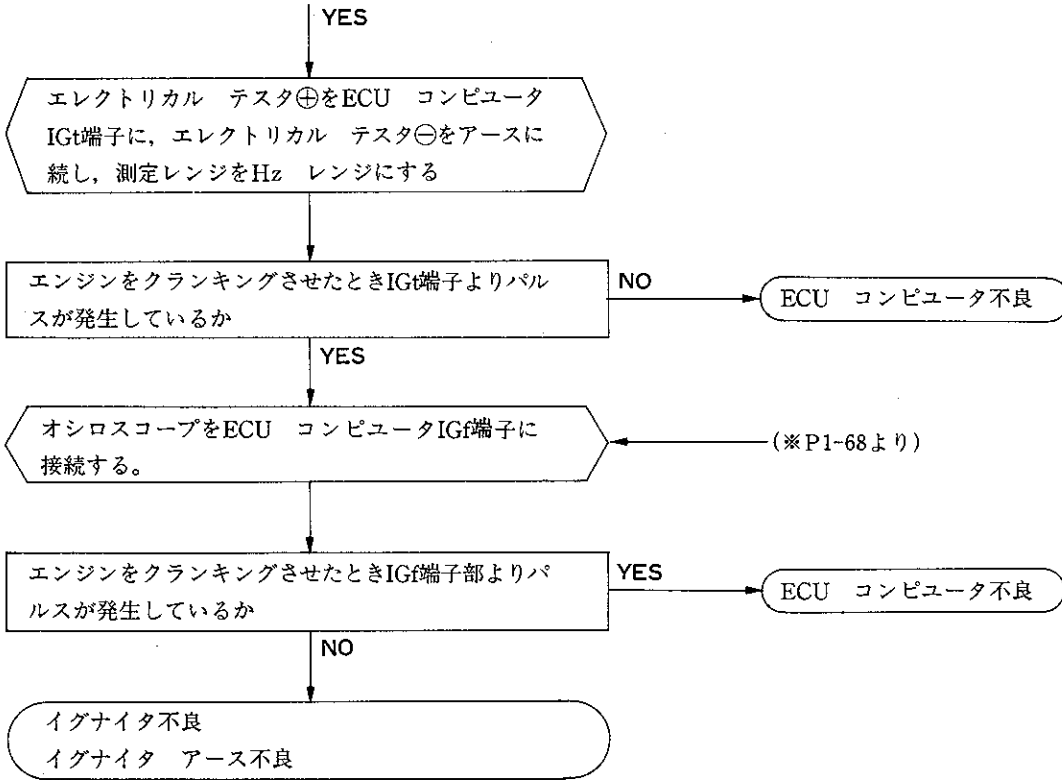 YES
エレクトリカル　テスタ⊕をECU　コンピユータ
IGt端子に，エレクトリカル　テスタ⊖をアースに
続し，測定レンジをHz　レンジにする
エンジンをクランキングさせたときIGt端子よりパル
スが発生しているか
NO
ECU　コンピユータ不良
YES
オシロスコープをECU　コンピユータIGf端子に
接続する。
(※P1-68より)
エンジンをクランキングさせたときIGf端子部よりパ
ルスが発生しているか
YES
ECU　コンピユータ不良
NO
イグナイタ不良
イグナイタ　アース不良